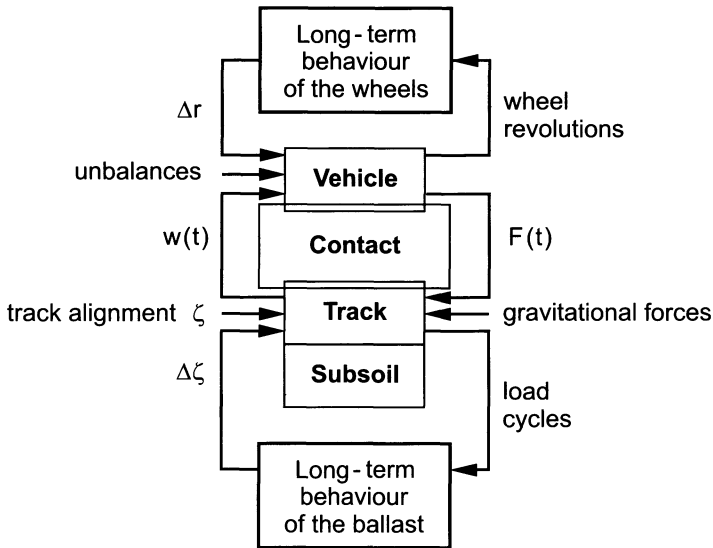 Long-term
behaviour
of the wheels
Δr
wheel
revolutions
unbalances
Vehicle
w(t)
Contact
F(t)
track alignment ζ
Track
gravitational forces
Δζ
Subsoil
load
cycles
Long-term
behaviour
of the ballast